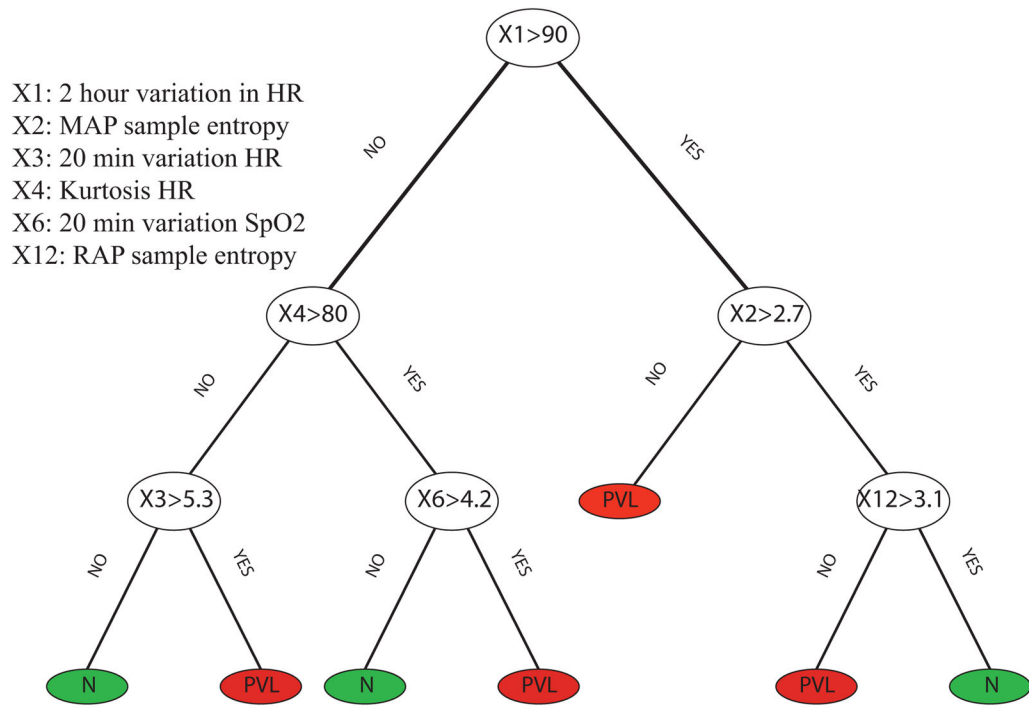 X1>90
X1: 2 hour variation in HR
X2: MAP sample entropy
X3: 20 min variation HR
X4: Kurtosis HR
X6: 20 min variation SpO2
X12: RAP sample entropy
NO
YES
X4>80
X2>2.7
NO
YES
NO
YES
X3>5.3
X6>4.2
PVL
X12>3.1
NO
YES
NO
YES
NO
YES
N
PVL
N
PVL
PVL
N